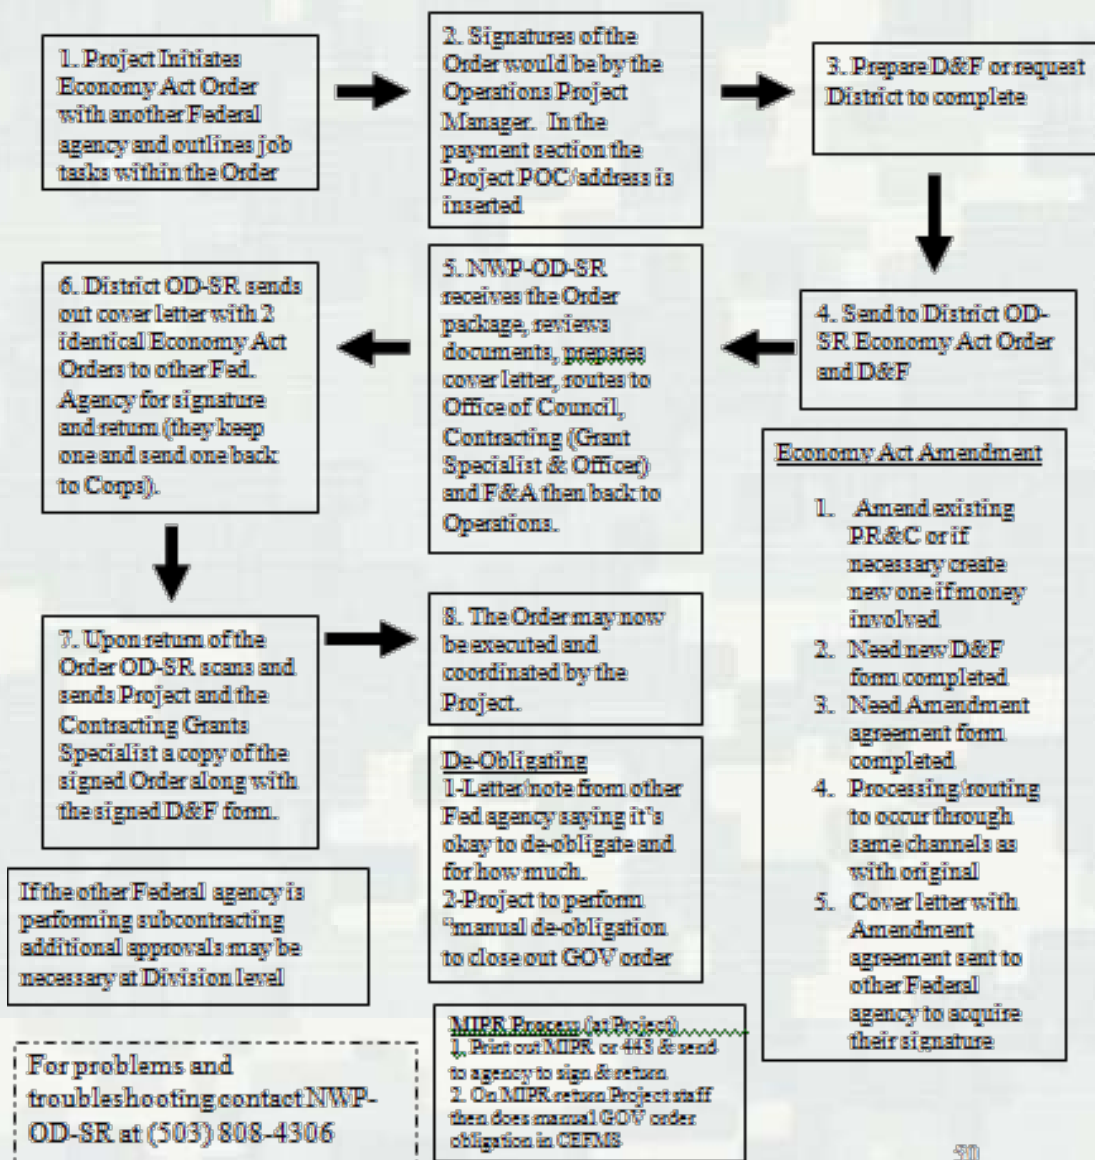 1. Project Initiates
Economy Act Order
with another Federal
agency and outlines job
tasks within the Order
2. Signatures of the
Order would be by the
Operations Project
Manager. In the
payment section the
Project POC/address is
inserted
3. Prepare D&F or request
District to complete
4. Send to District OD-
SR Economy Act Order
and D&F
5. NWP-OD-SR
receives the Order
package, reviews
documents, prepares
cover letter, routes to
Office of Council,
Contracting (Grant
Specialist & Officer)
and F&A then back to
Operations.
6. District OD-SR sends
out cover letter with 2
identical Economy Act
Orders to other Fed.
Agency for signature
and return (they keep
one and send one back
to Corps).
7. Upon return of the
Order OD-SR scans and
sends Project and the
Contracting Grants
Specialist a copy of the
signed Order along with
the signed D&F form.
8. The Order may now
be executed and
coordinated by the
Project.
Economy Act Amendment
1. Amend existing
PR&C or if
necessary create
new one if money
involved
2. Need new D&F
form completed
3. Need Amendment
agreement form
completed
4. Processing/routing
to occur through
same channels as
with original
5. Cover letter with
Amendment
agreement sent to
other Federal
agency to acquire
their signature
De-Obligating
1-Letter/note from other
Fed agency saying it's
okay to de-obligate and
for how much.
2-Project to perform
"manual de-obligation
to close out GOV order
If the other Federal agency is
performing subcontracting
additional approvals may be
necessary at Division level
MIPR Process (at Project)
1. Print out MIPR or 448 & send
to agency to sign & return
2. On MIPR return Project staff
then does manual GOV order
obligation in CEFMS
For problems and
troubleshooting contact NWP-
OD-SR at (503) 808-4306